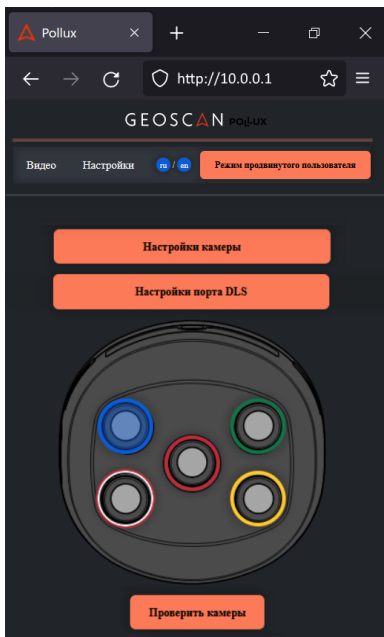 Pollux
http://10.0.0.1
GEOSCAN POLLUX
Видео Настройки ru / en Режим продвинутого пользователя
Настройки камеры
Настройки порта DLS
Проверить камеры